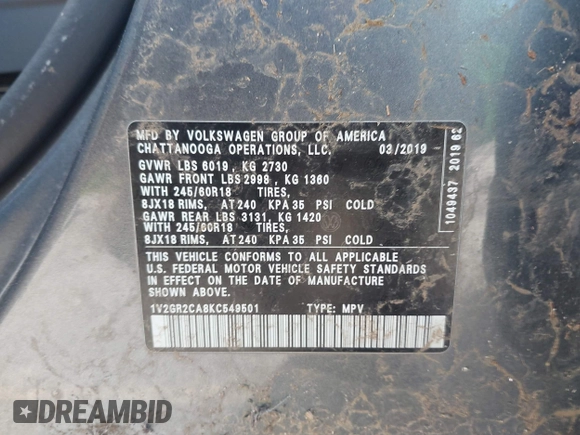 MFD BY VOLKSWAGEN GROUP OF AMERICA
CHATTANOOGA OPERATIONS, LLC. 03/2019
GVWR LBS 6019 , KG 2730
GAWR FRONT LBS 2998 , KG 1360
WITH 245/60R18 TIRES,
8JX18 RIMS, AT 240 KPA 35 PSI COLD
GAWR REAR LBS 3131, KG 1420
WITH 245/60R18 TIRES,
8JX18 RIMS, AT 240 KPA 35 PSI COLD
THIS VEHICLE CONFORMS TO ALL APPLICABLE
U.S. FEDERAL MOTOR VEHICLE SAFETY STANDARDS
IN EFFECT ON THE DATE OF MANUFACTURE
SHOWN ABOVE.
1V2GR2CA8KC549501 TYPE: MPV
1049437 2019 62
DREAMBID